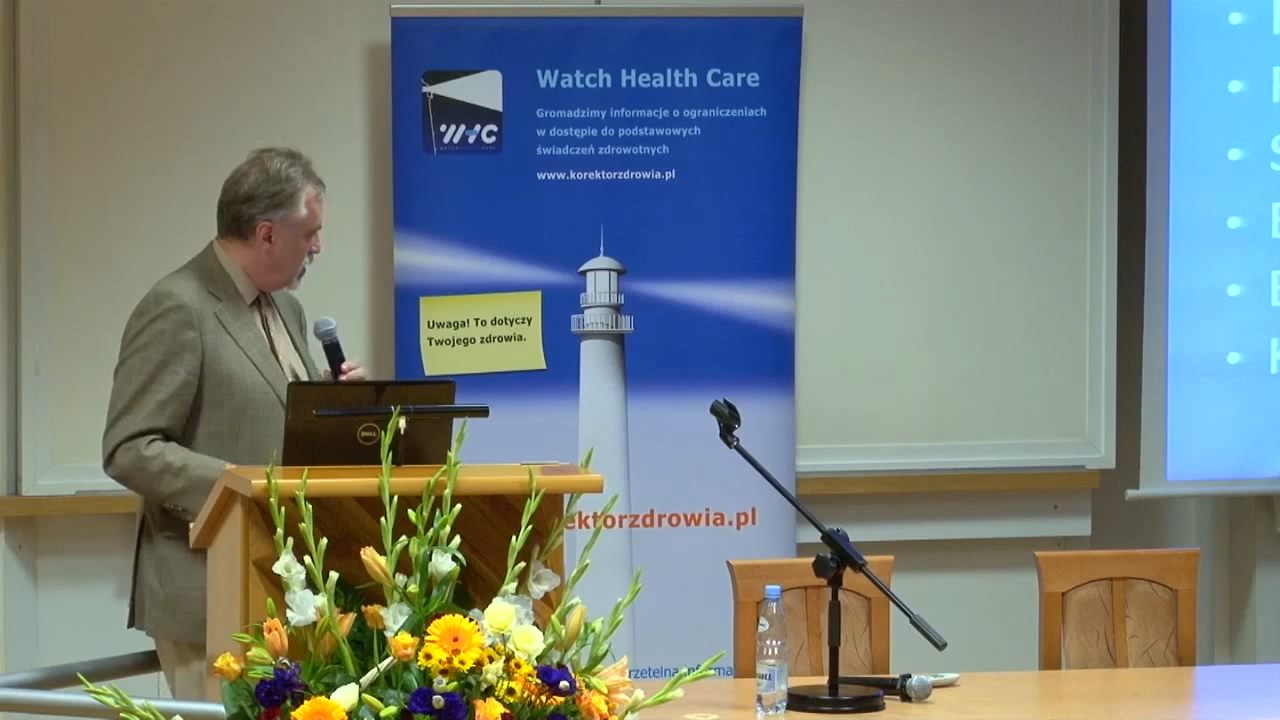 Watch Health Care
Gromadzimy informacje o ograniczeniach
w dostępie do podstawowych
świadczeń zdrowotnych
www.korektorzdrowia.pl
WHC
Uwaga! To dotyczy
Twojego zdrowia.
DELL
ektorzdrowia.pl